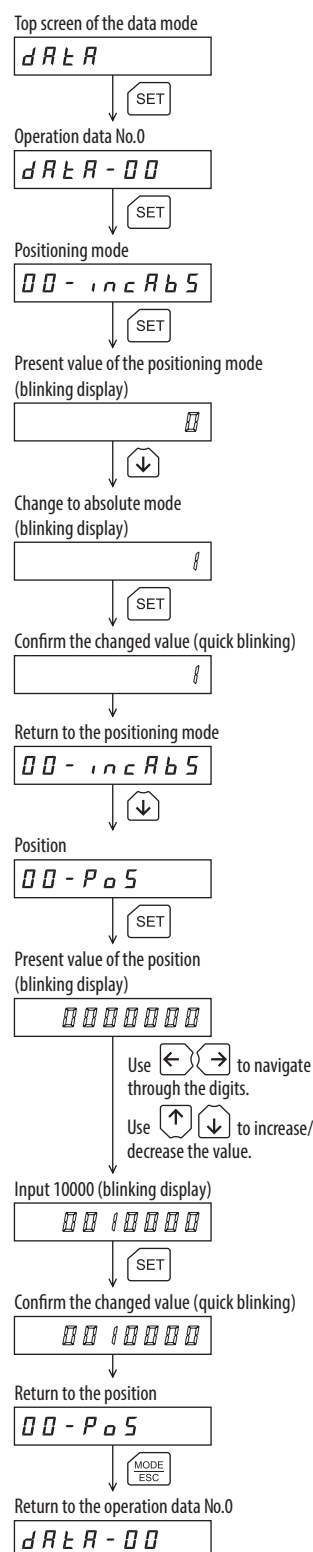 Top screen of the data mode
dAtA
SET
Operation data No.0
dAtA-00
SET
Positioning mode
00-incAbS
SET
Present value of the positioning mode
(blinking display)
0
↓
Change to absolute mode
(blinking display)
1
SET
Confirm the changed value (quick blinking)
1
Return to the positioning mode
00-incAbS
↓
Position
00-PoS
SET
Present value of the position
(blinking display)
0000000
Use ← → to navigate
through the digits.
Use ↑ ↓ to increase/
decrease the value.
Input 10000 (blinking display)
0010000
SET
Confirm the changed value (quick blinking)
0010000
Return to the position
00-PoS
MODE
ESC
Return to the operation data No.0
dAtA-00